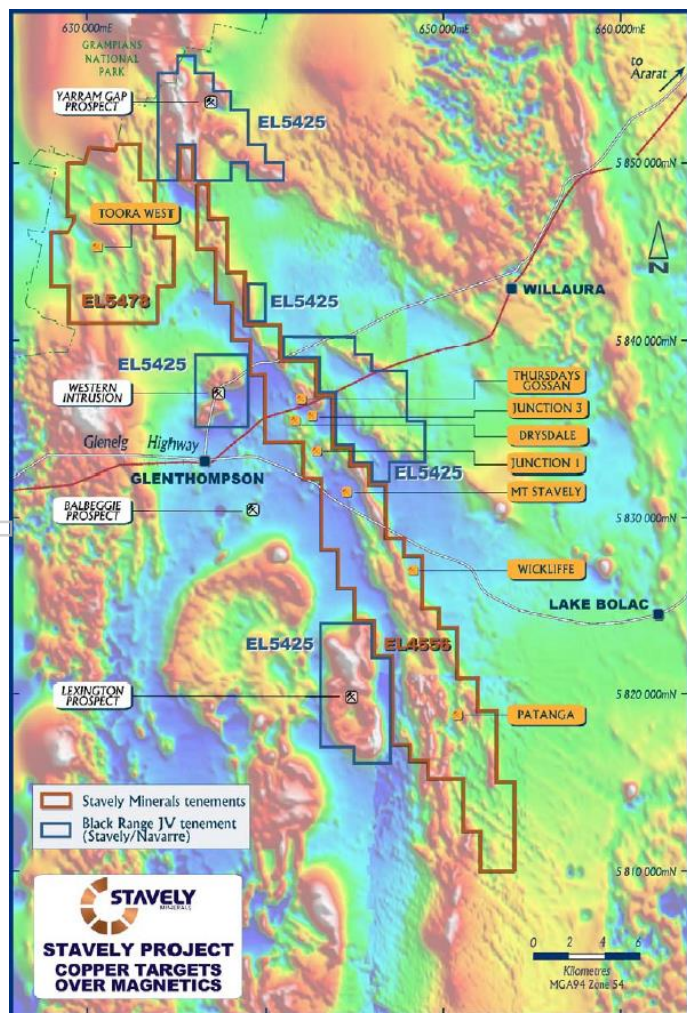 630 000mE
650 000mE
660 000mE
GRAMPIANS
NATIONAL
PARK
to
Ararat
YARRAM GAP
PROSPECT
EL5425
5 850 000mN
TOORA WEST
N
EL5478
EL5425
WILLAURA
5 840 000mN
EL5425
WESTERN
INTRUSION
THURSDAYS
GOSSAN
JUNCTION 3
DRYSDALE
Glenelg Highway
JUNCTION 1
GLENTHOMPSON
EL5425
MT STAVELY
BALBEGGIE
PROSPECT
5 830 000mN
WICKLIFFE
LAKE BOLAC
EL5425
EL4556
LEXINGTON
PROSPECT
5 820 000mN
PATANGA
Stavely Minerals tenements
Black Range JV tenement
(Stavely/Navarre)
5 810 000mN
STAVELY
MINERALS
STAVELY PROJECT
COPPER TARGETS
OVER MAGNETICS
0 2 4 6
Kilometres
MGA94 Zone 54